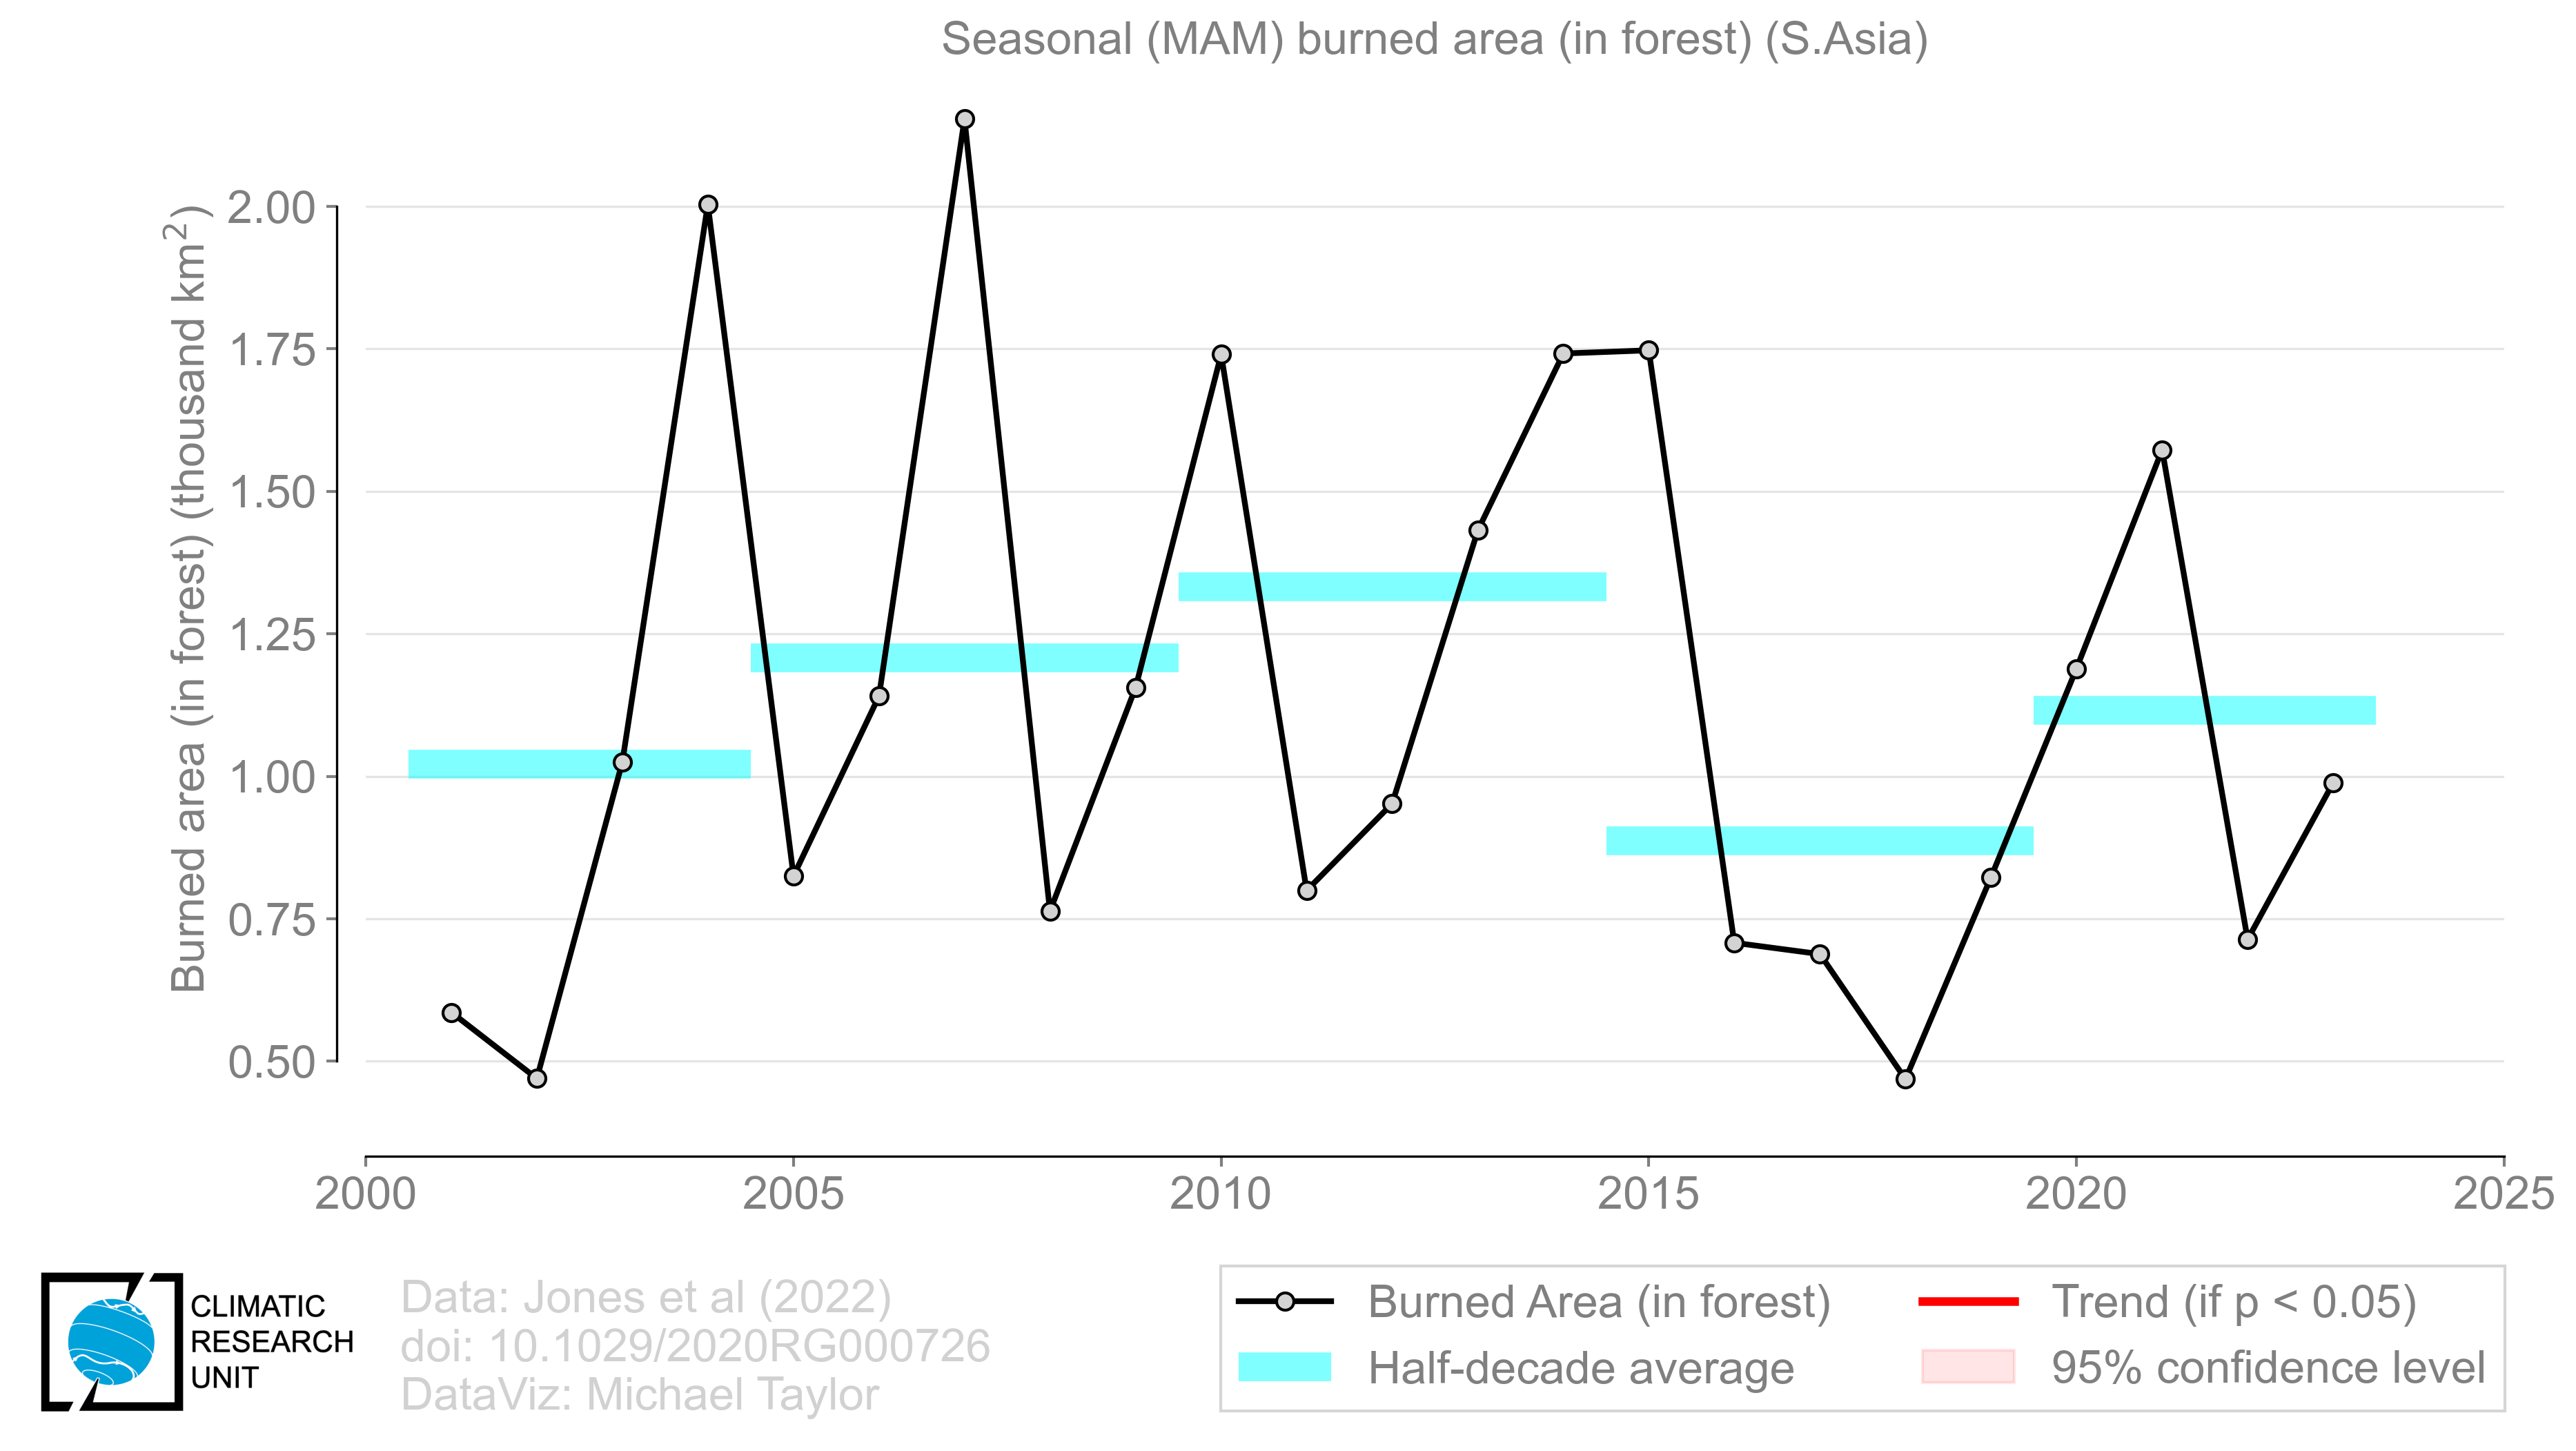 Seasonal (MAM) burned area (in forest) (S.Asia)
Burned area (in forest) (thousand km²)
2.00
1.75
1.50
1.25
1.00
0.75
0.50
2000
2005
2010
2015
2020
2025
CLIMATIC
RESEARCH
UNIT
Data: Jones et al (2022)
doi: 10.1029/2020RG000726
DataViz: Michael Taylor
Burned Area (in forest)
Half-decade average
Trend (if p < 0.05)
95% confidence level